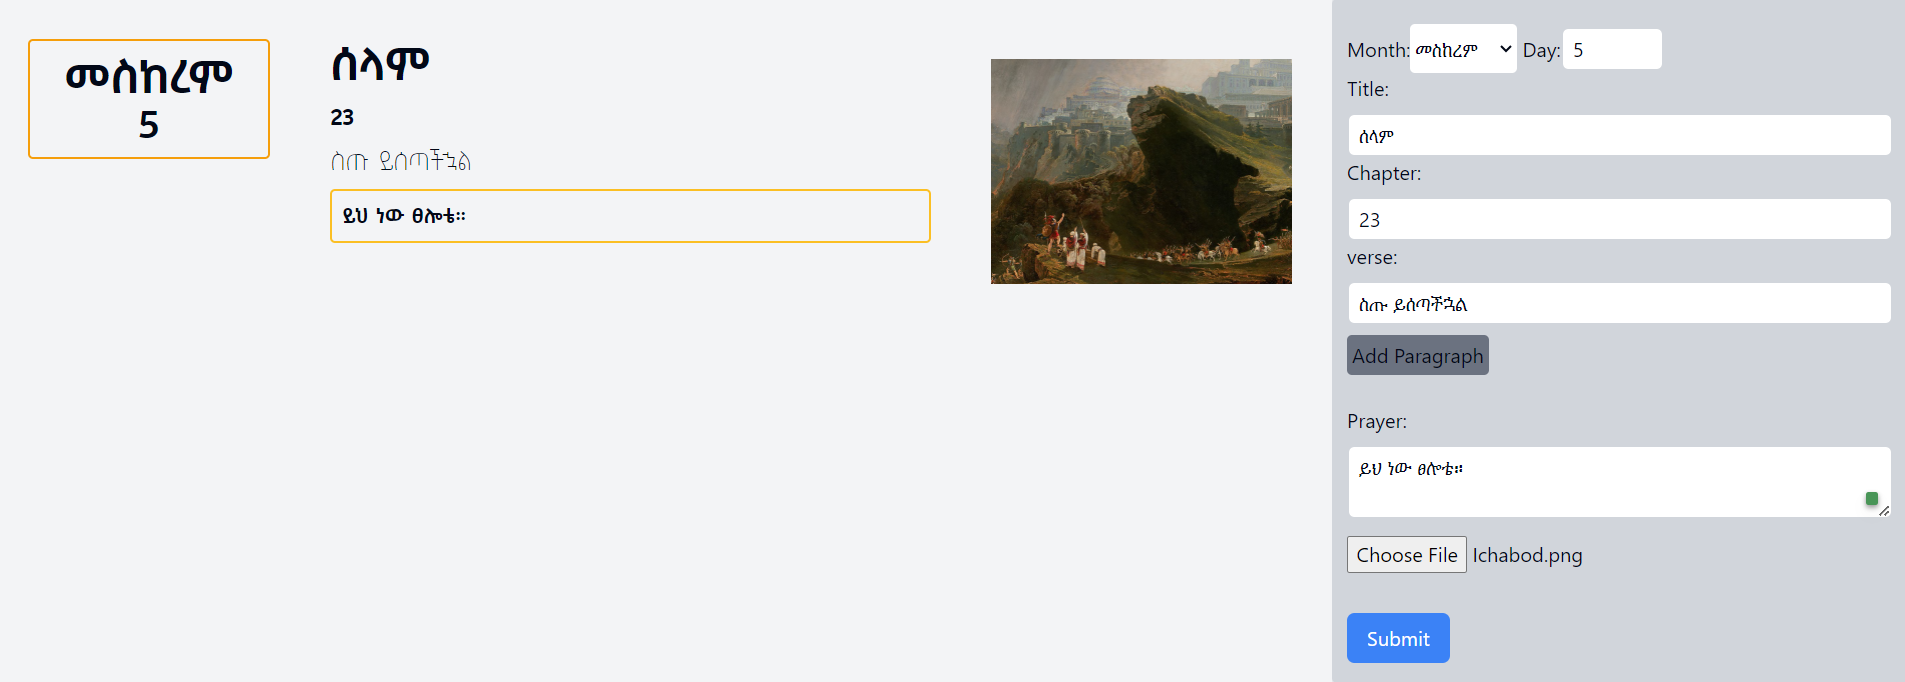 መስከረም
5
ሰላም
23
ስጡ ይሰጣችኋል
ይህ ነው ፀሎቴ።
Month: መስከረም Day: 5
Title:
ሰላም
Chapter:
23
verse:
ስጡ ይሰጣችኋል
Add Paragraph
Prayer:
ይህ ነው ፀሎቴ።
Choose File Ichabod.png
Submit